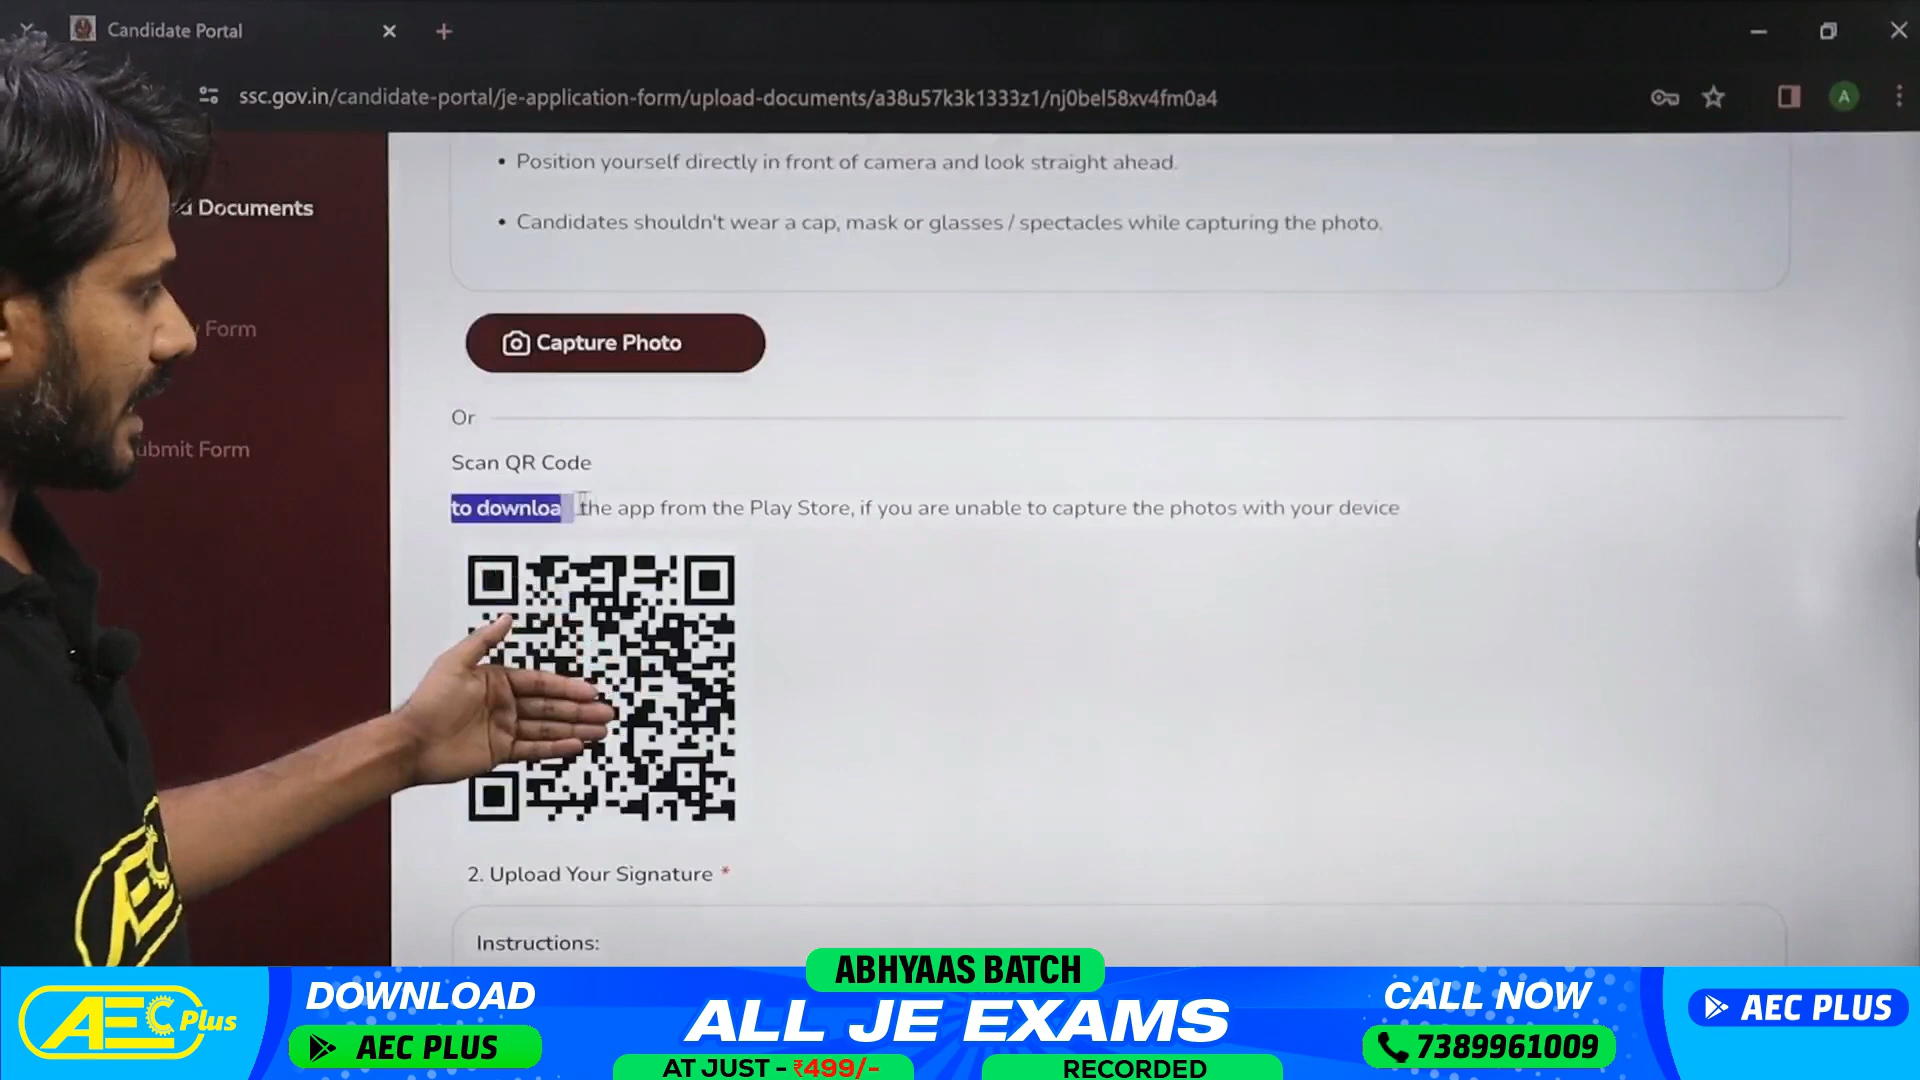 Candidate Portal
ssc.gov.in/candidate-portal/je-application-form/upload-documents/a38u57k3k1333z1/nj0bel58xv4fm0a4
A
• Position yourself directly in front of camera and look straight ahead.
Documents
• Candidates shouldn't wear a cap, mask or glasses / spectacles while capturing the photo.
Form
Capture Photo
Or
ubmit Form
Scan QR Code
to downloa the app from the Play Store, if you are unable to capture the photos with your device
2. Upload Your Signature *
Instructions:
AEC
AEC Plus
DOWNLOAD
AEC PLUS
ABHYAAS BATCH
ALL JE EXAMS
AT JUST - ₹499/-
RECORDED
CALL NOW
7389961009
AEC PLUS